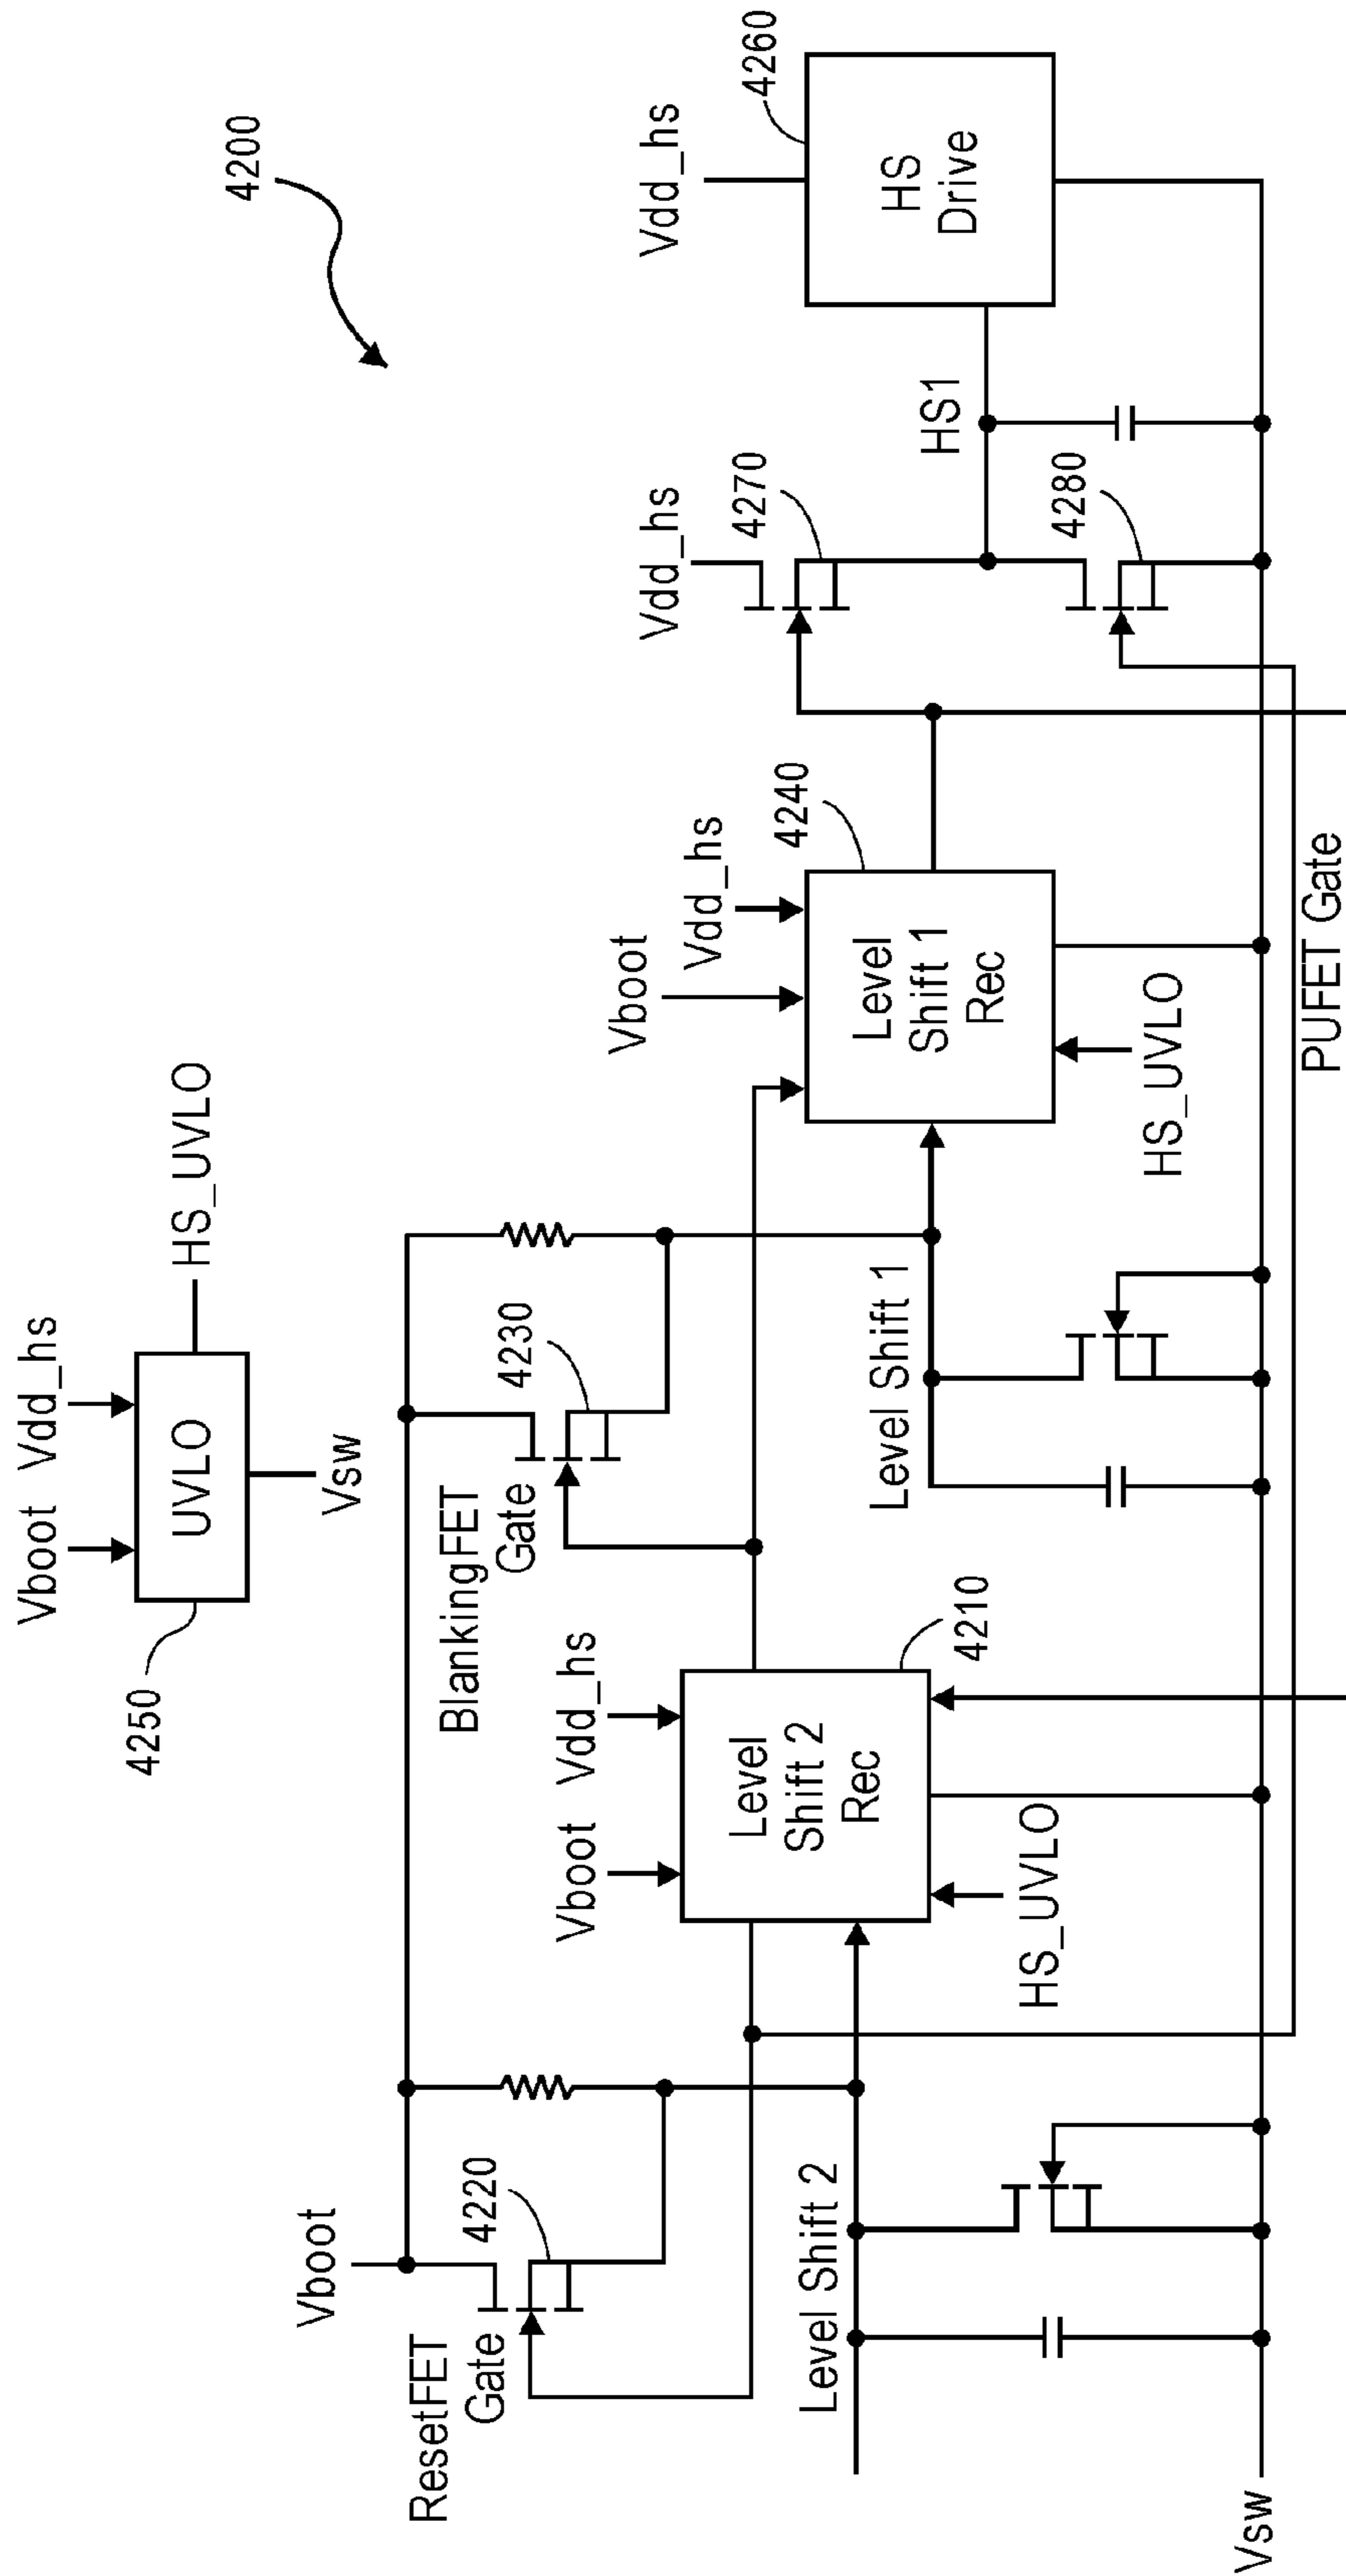 4200
Vboot
Vdd_hs
UVLO
HS_UVLO
4250
Vsw
Vboot
ResetFET
Gate
4220
BlankingFET
Gate
4230
Vboot
Vdd_hs
Level
Shift 2
Rec
4210
HS_UVLO
Level Shift 2
Level Shift 1
Vboot
Vdd_hs
Level
Shift 1
Rec
4240
HS_UVLO
Vdd_hs
4270
HS1
4280
Vdd_hs
HS
Drive
4260
Vsw
PUFET Gate